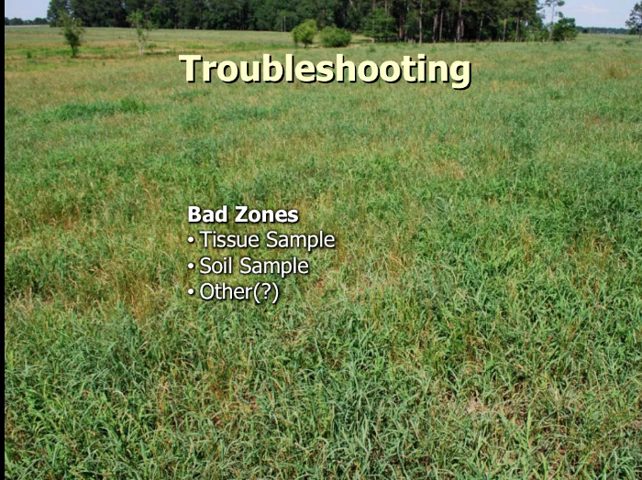 Troubleshooting
Bad Zones
• Tissue Sample
• Soil Sample
• Other(?)